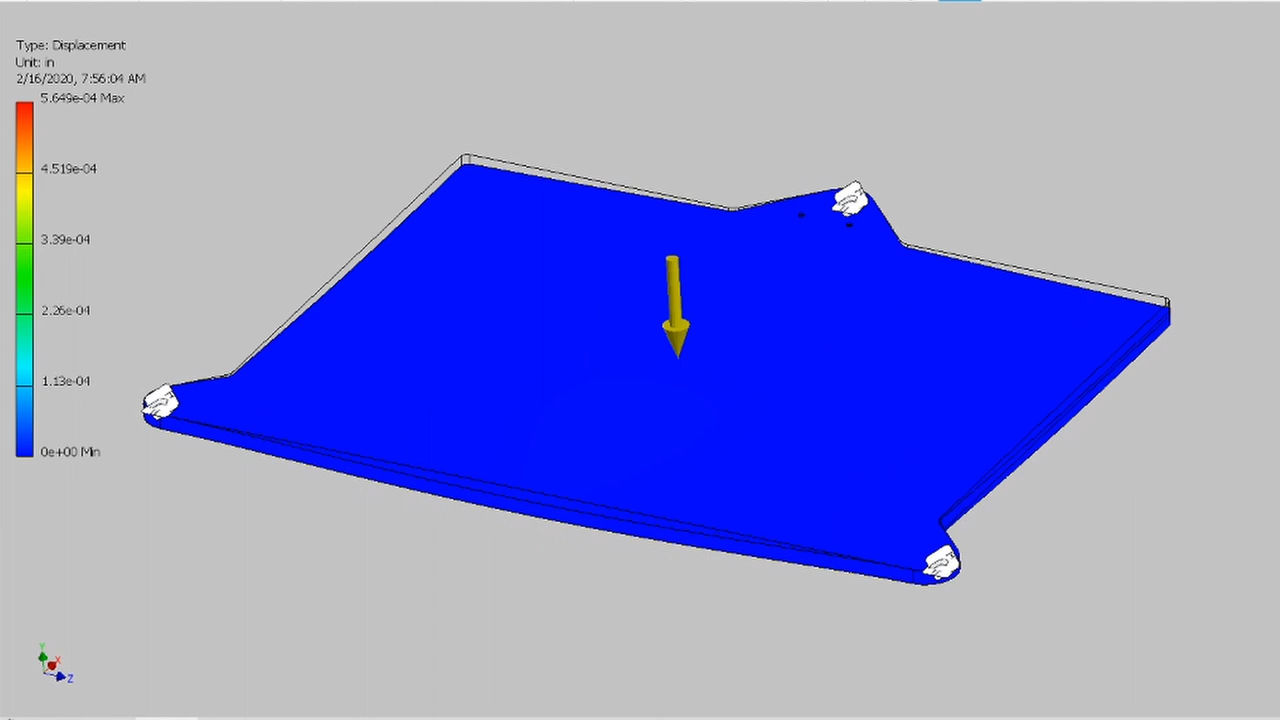 Type: Displacement
Unit: in
2/16/2020, 7:56:04 AM
5.649e-04 Max
4.519e-04
3.39e-04
2.26e-04
1.13e-04
0e+00 Min
Y
X
Z